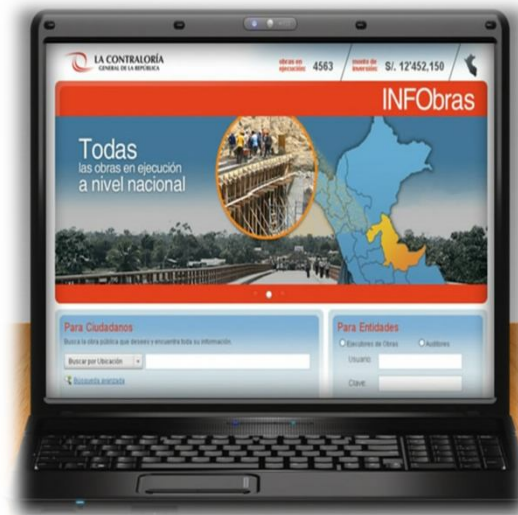 LA CONTRALORÍA
GENERAL DE LA REPÚBLICA
obras en
ejecución: 4563
monto de
inversión: S/. 12'452,150
INFObras
Todas
las obras en ejecución
a nivel nacional
Para Ciudadanos
Busca la obra pública que desees y encuentra toda su información.
Buscar por Ubicación
Búsqueda avanzada
Para Entidades
Ejecutores de Obras
Auditores
Usuario:
Clave: